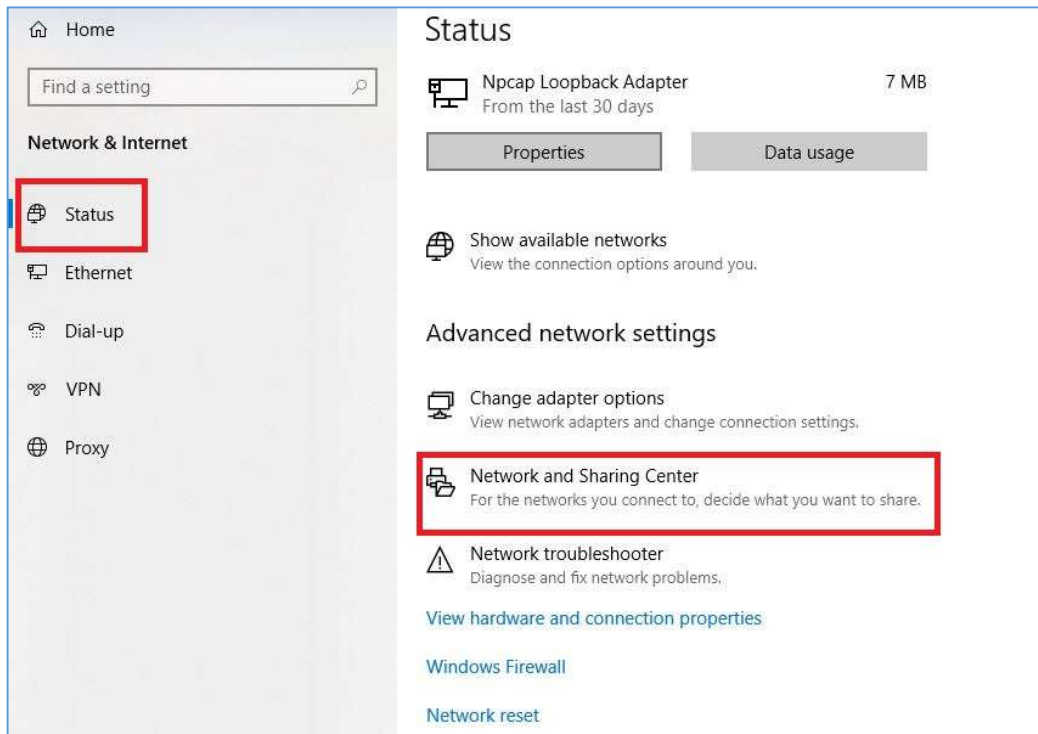 Home
Find a setting
Network & Internet
Status
Ethernet
Dial-up
VPN
Proxy
Status
Npcap Loopback Adapter
7 MB
From the last 30 days
Properties
Data usage
Show available networks
View the connection options around you.
Advanced network settings
Change adapter options
View network adapters and change connection settings.
Network and Sharing Center
For the networks you connect to, decide what you want to share.
Network troubleshooter
Diagnose and fix network problems.
View hardware and connection properties
Windows Firewall
Network reset